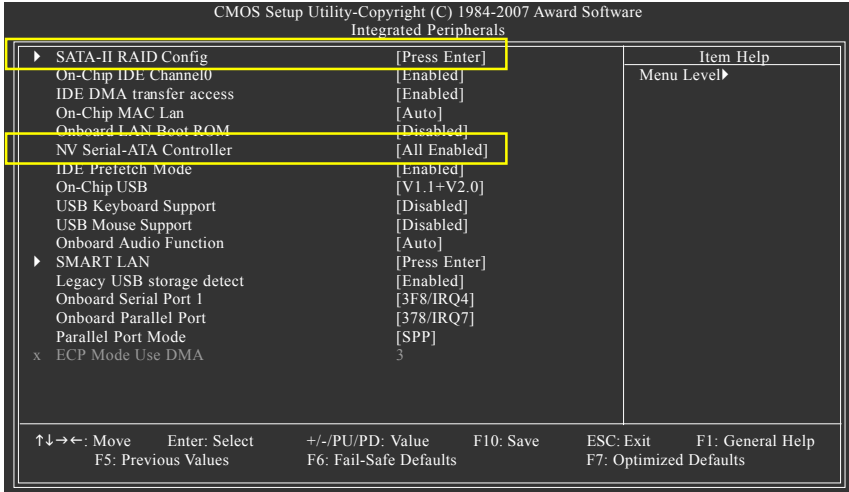 CMOS Setup Utility-Copyright (C) 1984-2007 Award Software
Integrated Peripherals
SATA-II RAID Config [Press Enter] Item Help
On-Chip IDE Channel0 [Enabled] Menu Level
IDE DMA transfer access [Enabled]
On-Chip MAC Lan [Auto]
Onboard LAN Boot ROM [Disabled]
NV Serial-ATA Controller [All Enabled]
IDE Prefetch Mode [Enabled]
On-Chip USB [V1.1+V2.0]
USB Keyboard Support [Disabled]
USB Mouse Support [Disabled]
Onboard Audio Function [Auto]
SMART LAN [Press Enter]
Legacy USB storage detect [Enabled]
Onboard Serial Port 1 [3F8/IRQ4]
Onboard Parallel Port [378/IRQ7]
Parallel Port Mode [SPP]
x ECP Mode Use DMA 3
↑↓→←: Move Enter: Select +/-/PU/PD: Value F10: Save ESC: Exit F1: General Help
F5: Previous Values F6: Fail-Safe Defaults F7: Optimized Defaults